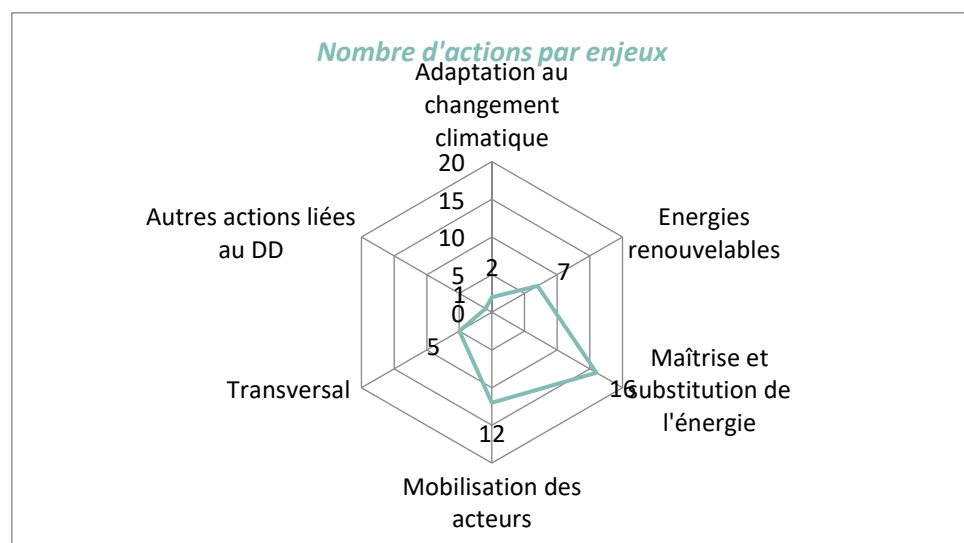 Nombre d'actions par enjeux
Adaptation au
changement
climatique
20
15
10
5
0
2
1
7
Autres actions liées
au DD
Energies
renouvelables
5
Transversal
Maîtrise et
substitution de
l'énergie
16
12
Mobilisation des
acteurs